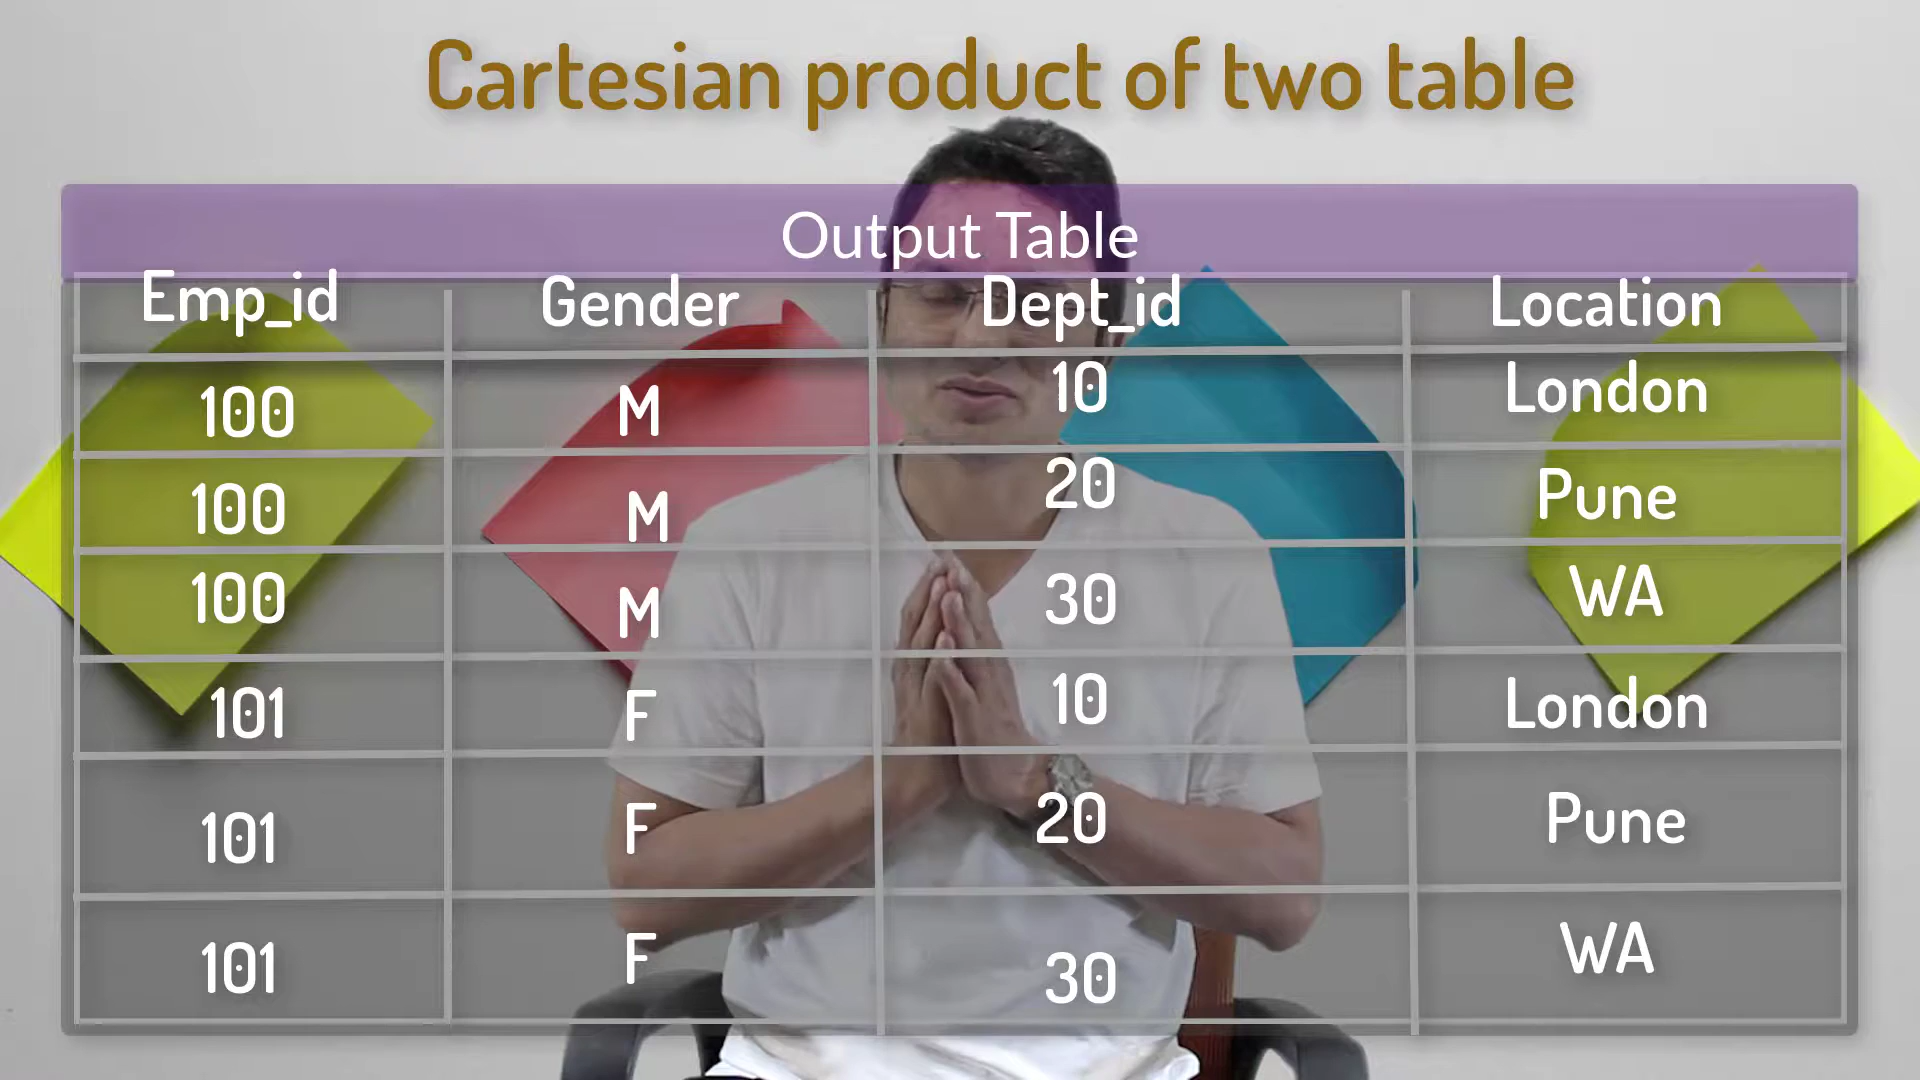 Cartesian product of two table
Output Table
Emp_id Gender Dept_id Location
100 M 10 London
100 M 20 Pune
100 M 30 WA
101 F 10 London
101 F 20 Pune
101 F 30 WA